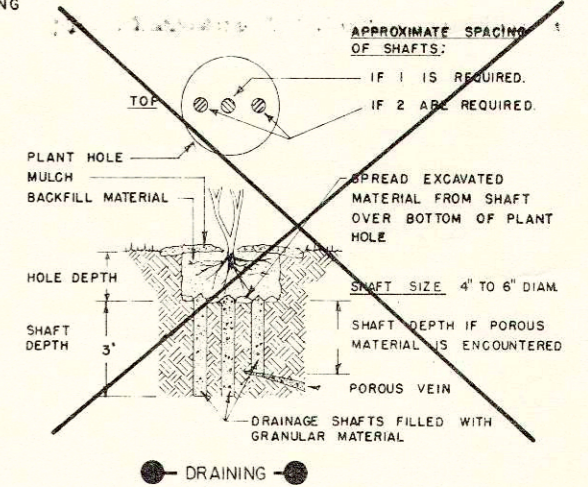 NG
APPROXIMATE SPACING
OF SHAFTS:
IF 1 IS REQUIRED.
IF 2 ARE REQUIRED.
TOP
PLANT HOLE
MULCH
BACKFILL MATERIAL
SPREAD EXCAVATED
MATERIAL FROM SHAFT
OVER BOTTOM OF PLANT
HOLE
HOLE DEPTH
SHAFT SIZE 4" TO 6" DIAM.
SHAFT
DEPTH
3'
SHAFT DEPTH IF POROUS
MATERIAL IS ENCOUNTERED
POROUS VEIN
DRAINAGE SHAFTS FILLED WITH
GRANULAR MATERIAL
DRAINING